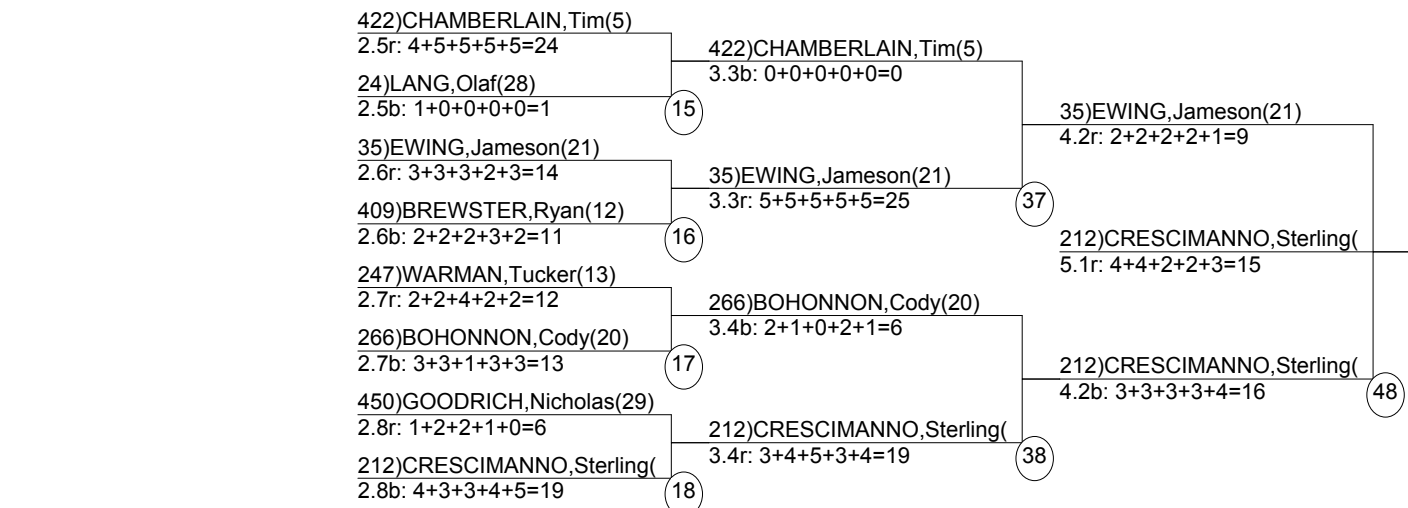 422)CHAMBERLAIN,Tim(5)
2.5r: 4+5+5+5+5=24
24)LANG,Olaf(28)
2.5b: 1+0+0+0+0=1
15
35)EWING,Jameson(21)
2.6r: 3+3+3+2+3=14
409)BREWSTER,Ryan(12)
2.6b: 2+2+2+3+2=11
16
247)WARMAN,Tucker(13)
2.7r: 2+2+4+2+2=12
266)BOHONNON,Cody(20)
2.7b: 3+3+1+3+3=13
17
450)GOODRICH,Nicholas(29)
2.8r: 1+2+2+1+0=6
212)CRESCIMANNO,Sterling(
2.8b: 4+3+3+4+5=19
18
422)CHAMBERLAIN,Tim(5)
3.3b: 0+0+0+0+0=0
35)EWING,Jameson(21)
3.3r: 5+5+5+5+5=25
37
266)BOHONNON,Cody(20)
3.4b: 2+1+0+2+1=6
212)CRESCIMANNO,Sterling(
3.4r: 3+4+5+3+4=19
38
35)EWING,Jameson(21)
4.2r: 2+2+2+2+1=9
212)CRESCIMANNO,Sterling(
5.1r: 4+4+2+2+3=15
212)CRESCIMANNO,Sterling(
4.2b: 3+3+3+3+4=16
48